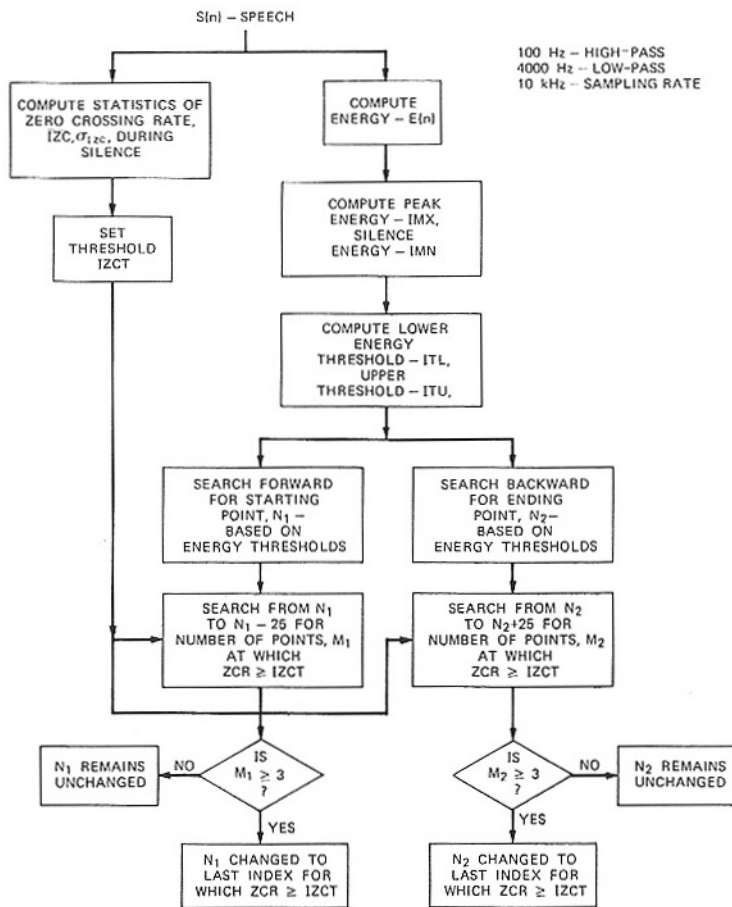 S(n) – SPEECH
100 Hz – HIGH-PASS
4000 Hz – LOW-PASS
10 kHz – SAMPLING RATE
COMPUTE STATISTICS OF
ZERO CROSSING RATE,
IZC, σIZC, DURING
SILENCE
COMPUTE
ENERGY – E(n)
SET
THRESHOLD
IZCT
COMPUTE PEAK
ENERGY – IMX,
SILENCE
ENERGY – IMN
COMPUTE LOWER
ENERGY
THRESHOLD – ITL,
UPPER
THRESHOLD – ITU,
SEARCH FORWARD
FOR STARTING
POINT, N1 –
BASED ON
ENERGY THRESHOLDS
SEARCH BACKWARD
FOR ENDING
POINT, N2–
BASED ON
ENERGY THRESHOLDS
SEARCH FROM N1
TO N1 – 25 FOR
NUMBER OF POINTS, M1
AT WHICH
ZCR ≥ IZCT
SEARCH FROM N2
TO N2+25 FOR
NUMBER OF POINTS, M2
AT WHICH
ZCR ≥ IZCT
N1 REMAINS
UNCHANGED
NO
IS
M1 ≥ 3
?
YES
IS
M2 ≥ 3
?
NO
YES
N2 REMAINS
UNCHANGED
N1 CHANGED TO
LAST INDEX FOR
WHICH ZCR ≥ IZCT
N2 CHANGED TO
LAST INDEX FOR
WHICH ZCR ≥ IZCT